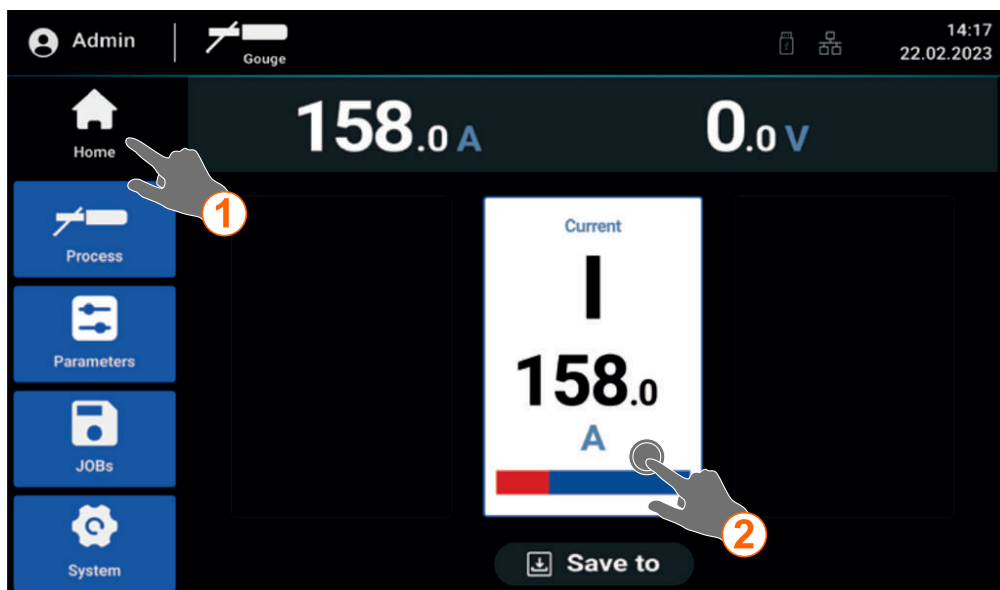 Admin
Gouge
14:17
22.02.2023
Home
158.0 A
0.0 V
1
Process
Parameters
JOBs
System
Current
I
158.0
A
2
Save to